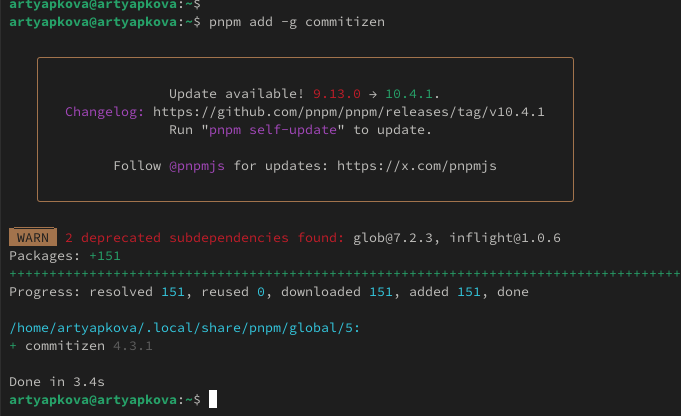 artyapkova@artyapkova:~$
artyapkova@artyapkova:~$ pnpm add -g commitizen
Update available! 9.13.0 → 10.4.1.
Changelog: https://github.com/pnpm/pnpm/releases/tag/v10.4.1
Run "pnpm self-update" to update.
Follow @pnpmjs for updates: https://x.com/pnpmjs
WARN 2 deprecated subdependencies found: glob@7.2.3, inflight@1.0.6
Packages: +151
++++++++++++++++++++++++++++++++++++++++++++++++++++++++++++++++++++++++++++++++++++
Progress: resolved 151, reused 0, downloaded 151, added 151, done
/home/artyapkova/.local/share/pnpm/global/5:
+ commitizen 4.3.1
Done in 3.4s
artyapkova@artyapkova:~$